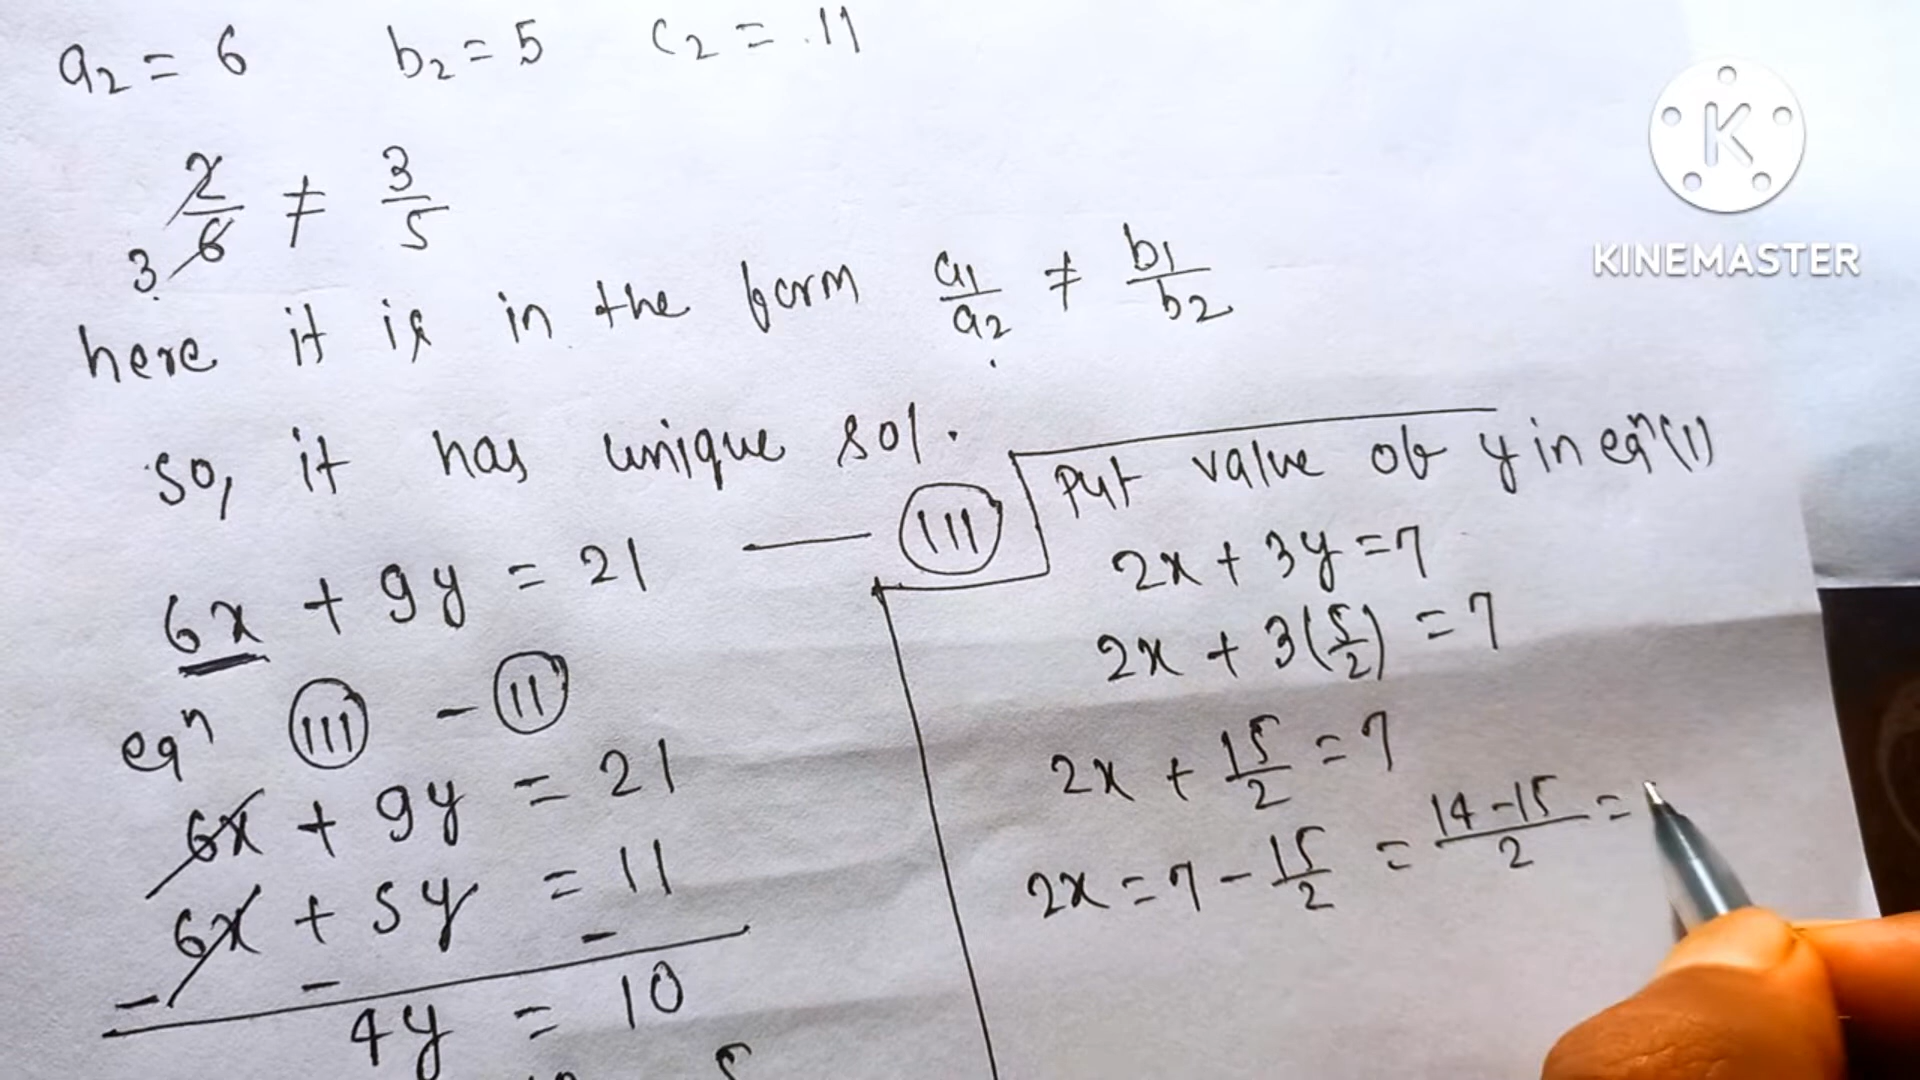 a2 = 6 b2 = 5 c2 = 11
K
KINEMASTER
2/6 ≠ 3/5
3
here it is in the form a1/a2 ≠ b1/b2
So, it has unique sol.
6x + 9y = 21 — III
eqn III - II
6x + 9y = 21
6x + 5y = 11
- - -
4y = 10
Put value of y in eqn (1)
2x + 3y = 7
2x + 3(5/2) = 7
2x + 15/2 = 7
2x = 7 - 15/2 = 14-15/2 =